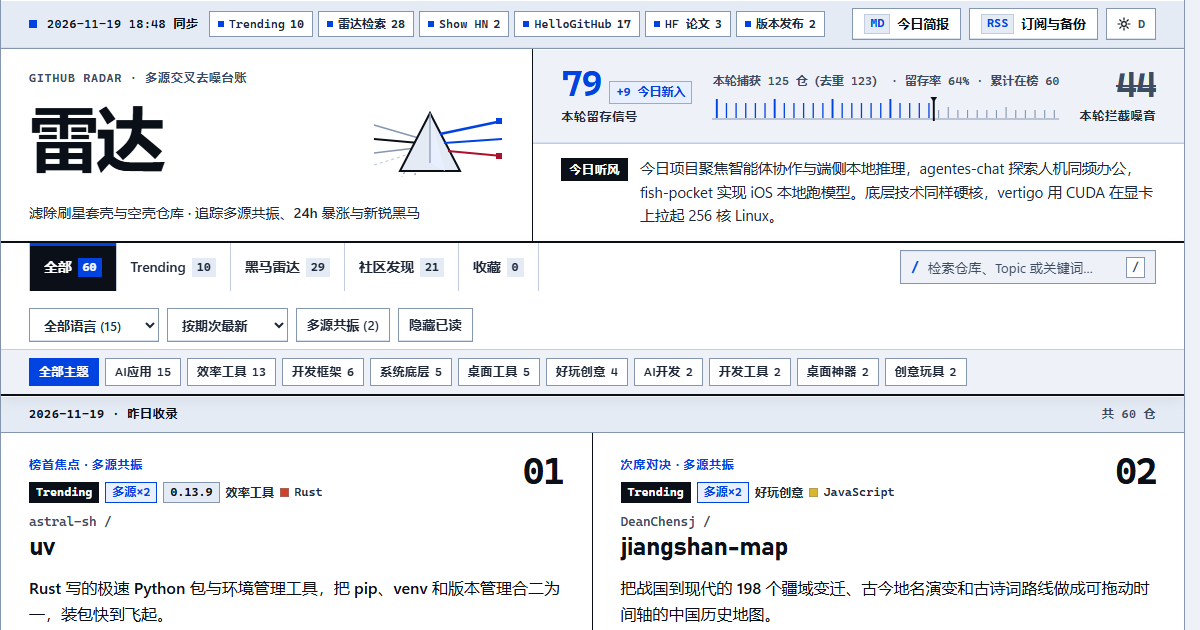 2026-11-19 18:48 同步 Trending 10 雷达检索 28 Show HN 2 HelloGitHub 17 HF 论文 3 版本发布 2 MD 今日简报 RSS 订阅与备份 D
GITHUB RADAR · 多源交叉去噪台账
雷达
滤除刷星套壳与空壳仓库 · 追踪多源共振、24h 暴涨与新锐黑马
79 +9 今日新入
本轮留存信号
本轮捕获 125 仓 (去重 123) · 留存率 64% · 累计在榜 60
44
本轮拦截噪音
今日听风
今日项目聚焦智能体协作与端侧本地推理，agentes-chat 探索人机同频办公，
fish-pocket 实现 iOS 本地跑模型。底层技术同样硬核，vertigo 用 CUDA 在显卡
上拉起 256 核 Linux。
全部 60 Trending 10 黑马雷达 29 社区发现 21 收藏 0
/ 检索仓库、Topic 或关键词... /
全部语言 (15) 按期次最新 多源共振 (2) 隐藏已读
全部主题 AI应用 15 效率工具 13 开发框架 6 系统底层 5 桌面工具 5 好玩创意 4 AI开发 2 开发工具 2 桌面神器 2 创意玩具 2
2026-11-19 · 昨日收录 共 60 仓
榜首焦点 · 多源共振
01
Trending 多源×2 0.13.9 效率工具 Rust
astral-sh /
uv
Rust 写的极速 Python 包与环境管理工具，把 pip、venv 和版本管理合二为
一，装包快到飞起。
次席对决 · 多源共振
02
Trending 多源×2 好玩创意 JavaScript
DeanChensj /
jiangshan-map
把战国到现代的 198 个疆域变迁、古今地名演变和古诗词路线做成可拖动时
间轴的中国历史地图。